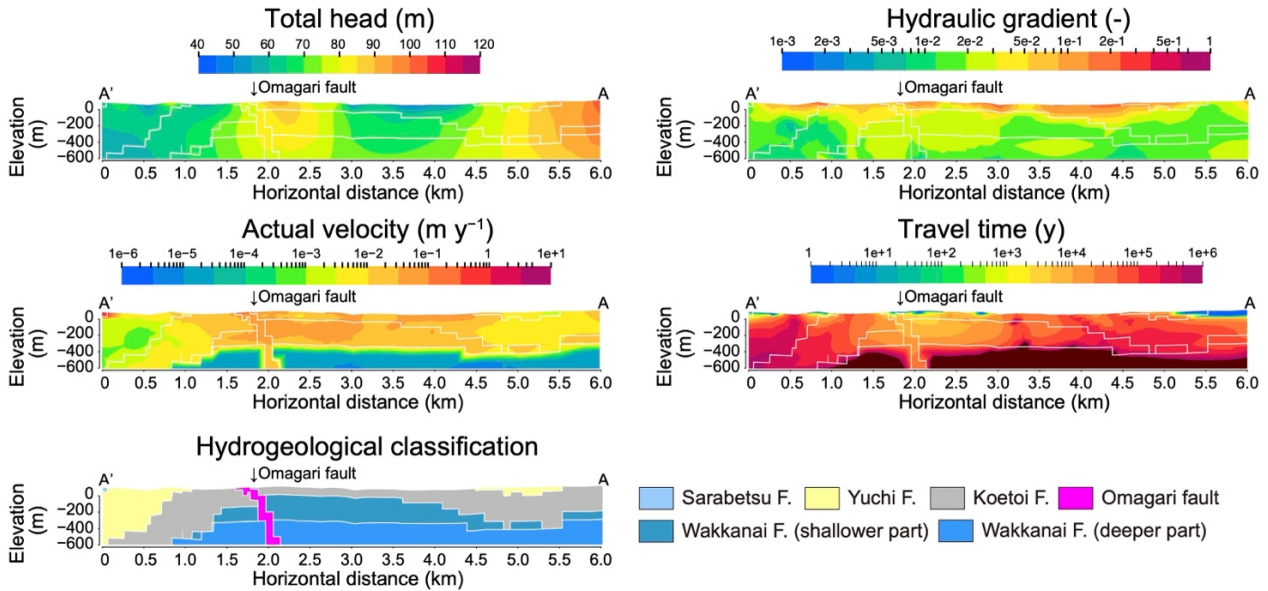 Total head (m)
40 50 60 70 80 90 100 110 120
↓Omagari fault
A’ A
Elevation (m)
0
−200
−400
−600
0 0.5 1.0 1.5 2.0 2.5 3.0 3.5 4.0 4.5 5.0 5.5 6.0
Horizontal distance (km)
Hydraulic gradient (-)
1e-3 2e-3 5e-3 1e-2 2e-2 5e-2 1e-1 2e-1 5e-1 1
↓Omagari fault
A’ A
Elevation (m)
0
−200
−400
−600
0 0.5 1.0 1.5 2.0 2.5 3.0 3.5 4.0 4.5 5.0 5.5 6.0
Horizontal distance (km)
Actual velocity (m y⁻¹)
1e-6 1e-5 1e-4 1e-3 1e-2 1e-1 1 1e+1
↓Omagari fault
A’ A
Elevation (m)
0
−200
−400
−600
0 0.5 1.0 1.5 2.0 2.5 3.0 3.5 4.0 4.5 5.0 5.5 6.0
Horizontal distance (km)
Travel time (y)
1 1e+1 1e+2 1e+3 1e+4 1e+5 1e+6
↓Omagari fault
A’ A
Elevation (m)
0
−200
−400
−600
0 0.5 1.0 1.5 2.0 2.5 3.0 3.5 4.0 4.5 5.0 5.5 6.0
Horizontal distance (km)
Hydrogeological classification
↓Omagari fault
A’ A
Elevation (m)
0
−200
−400
−600
0 0.5 1.0 1.5 2.0 2.5 3.0 3.5 4.0 4.5 5.0 5.5 6.0
Horizontal distance (km)
Sarabetsu F. Yuchi F. Koetoi F. Omagari fault
Wakkanai F. (shallower part) Wakkanai F. (deeper part)